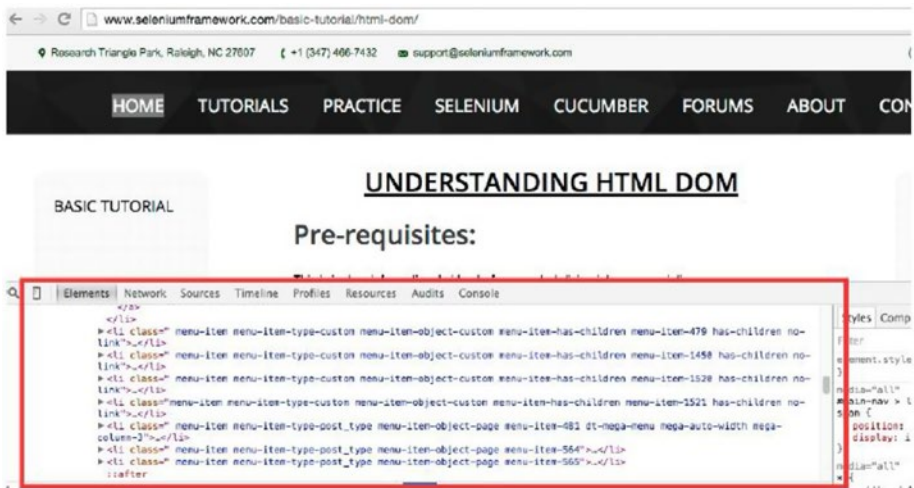 www.seleniumframework.com/basic-tutorial/html-dom/
Research Triangle Park, Raleigh, NC 27607 +1 (347) 466-7432 support@seleniumframework.com
HOME TUTORIALS PRACTICE SELENIUM CUCUMBER FORUMS ABOUT CON
UNDERSTANDING HTML DOM
BASIC TUTORIAL
Pre-requisites:
Elements Network Sources Timeline Profiles Resources Audits Console
</a>
</li>
<li class=" menu-item menu-item-type-custom menu-item-object-custom menu-item-has-children menu-item-479 has-children no-
link">…</li>
<li class=" menu-item menu-item-type-custom menu-item-object-custom menu-item-has-children menu-item-1450 has-children no-
link">…</li>
<li class=" menu-item menu-item-type-custom menu-item-object-custom menu-item-has-children menu-item-1520 has-children no-
link">…</li>
<li class="menu-item menu-item-type-custom menu-item-object-custom menu-item-has-children menu-item-1521 has-children no-
link">…</li>
<li class=" menu-item menu-item-type-post_type menu-item-object-page menu-item-481 dt-mega-menu mega-auto-width mega-
column-3">…</li>
<li class=" menu-item menu-item-type-post_type menu-item-object-page menu-item-564">…</li>
<li class=" menu-item menu-item-type-post_type menu-item-object-page menu-item-565">…</li>
::after
Styles Comp
element.style
}
media="all"
#main-nav > l
span {
position:
display: i
}
media="all"
* {